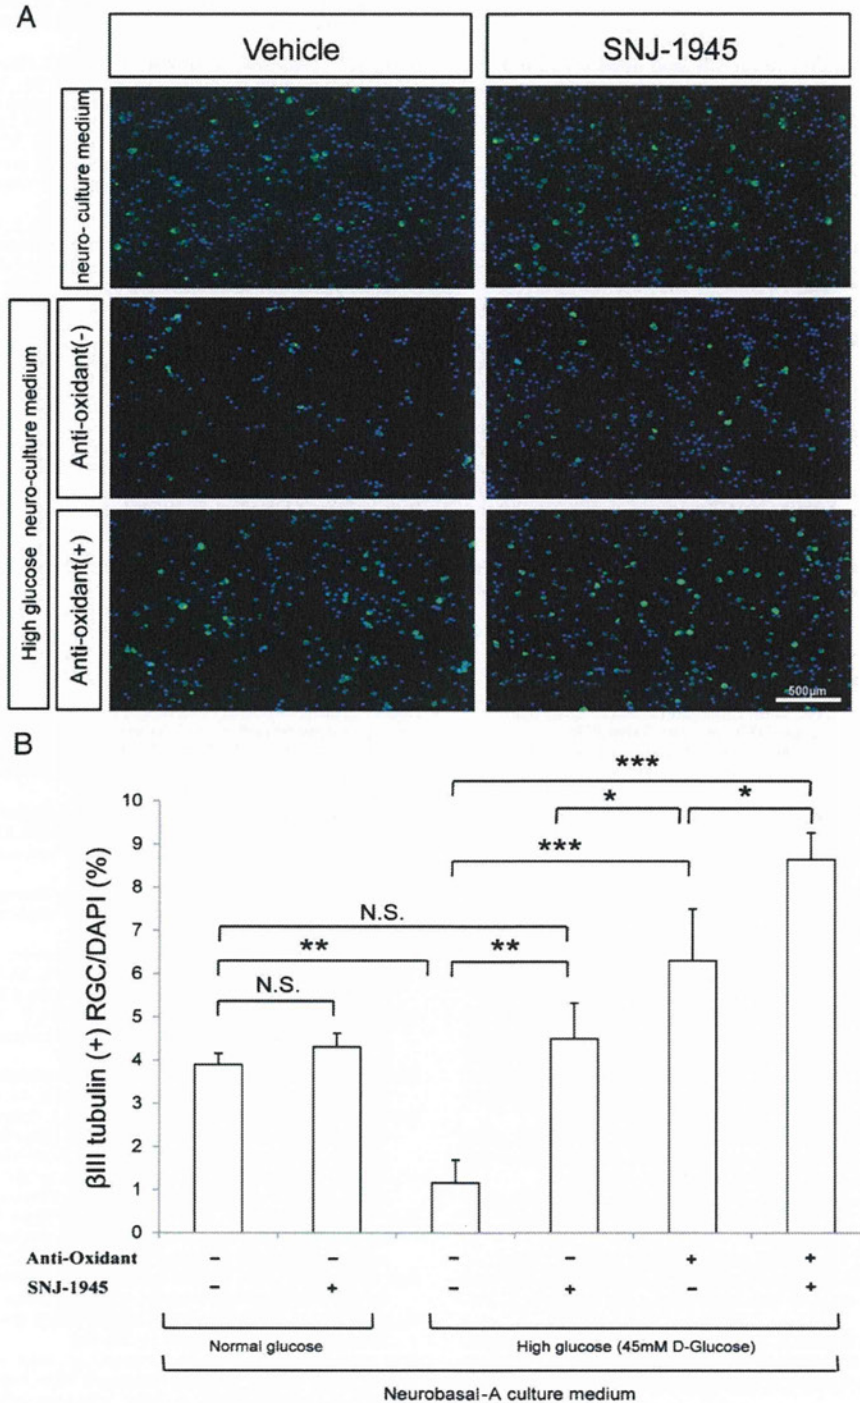 A
Vehicle
SNJ-1945
neuro- culture medium
High glucose neuro-culture medium
Anti-oxidant(-)
Anti-oxidant(+)
500μm
B
βIII tubulin (+) RGC/DAPI (%)
10
9
8
7
6
5
4
3
2
1
0
***
*
*
***
N.S.
**
**
N.S.
Anti-Oxidant - - - - + +
SNJ-1945 - + - + - +
Normal glucose
High glucose (45mM D-Glucose)
Neurobasal-A culture medium